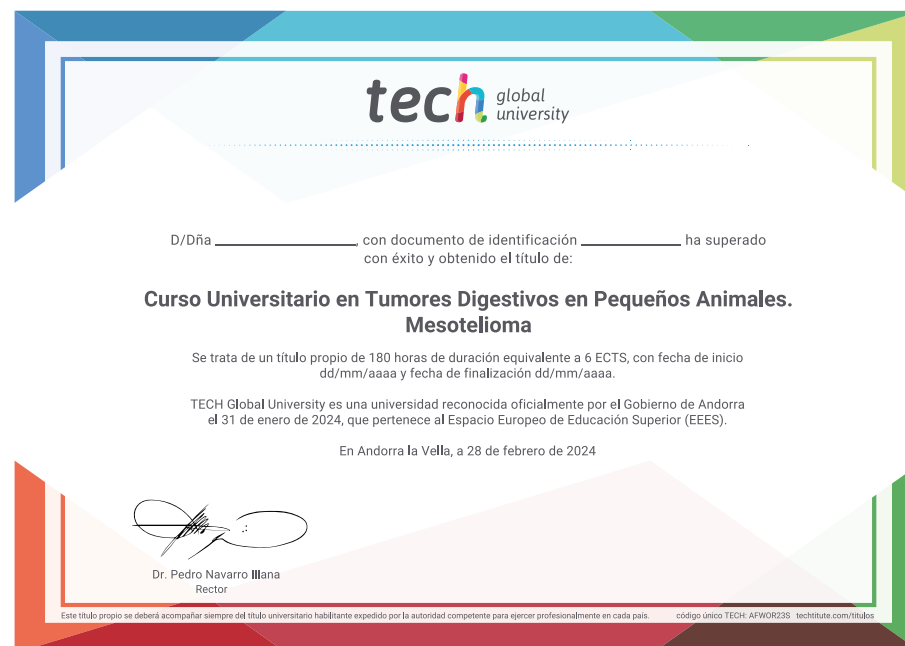 tech global university
D/Dña ____________, con documento de identificación ____________ ha superado
con éxito y obtenido el título de:
Curso Universitario en Tumores Digestivos en Pequeños Animales.
Mesotelioma
Se trata de un título propio de 180 horas de duración equivalente a 6 ECTS, con fecha de inicio
dd/mm/aaaa y fecha de finalización dd/mm/aaaa.
TECH Global University es una universidad reconocida oficialmente por el Gobierno de Andorra
el 31 de enero de 2024, que pertenece al Espacio Europeo de Educación Superior (EEES).
En Andorra la Vella, a 28 de febrero de 2024
Dr. Pedro Navarro Illana
Rector
Este título propio se deberá acompañar siempre del título universitario habilitante expedido por la autoridad competente para ejercer profesionalmente en cada país. código único TECH: AFWOR23S techtitute.com/titulos